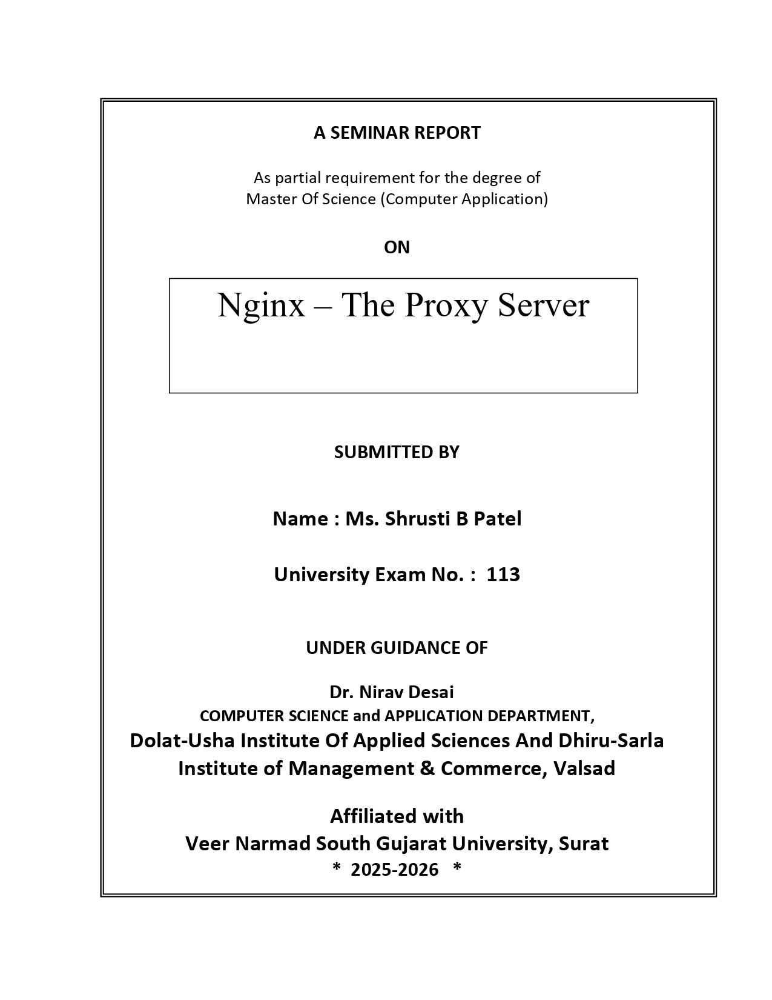 A SEMINAR REPORT
As partial requirement for the degree of
Master Of Science (Computer Application)
ON
Nginx – The Proxy Server
SUBMITTED BY
Name : Ms. Shrusti B Patel
University Exam No. :  113
UNDER GUIDANCE OF
Dr. Nirav Desai
COMPUTER SCIENCE and APPLICATION DEPARTMENT,
Dolat-Usha Institute Of Applied Sciences And Dhiru-Sarla
Institute of Management & Commerce, Valsad
Affiliated with
Veer Narmad South Gujarat University, Surat
*  2025-2026  *